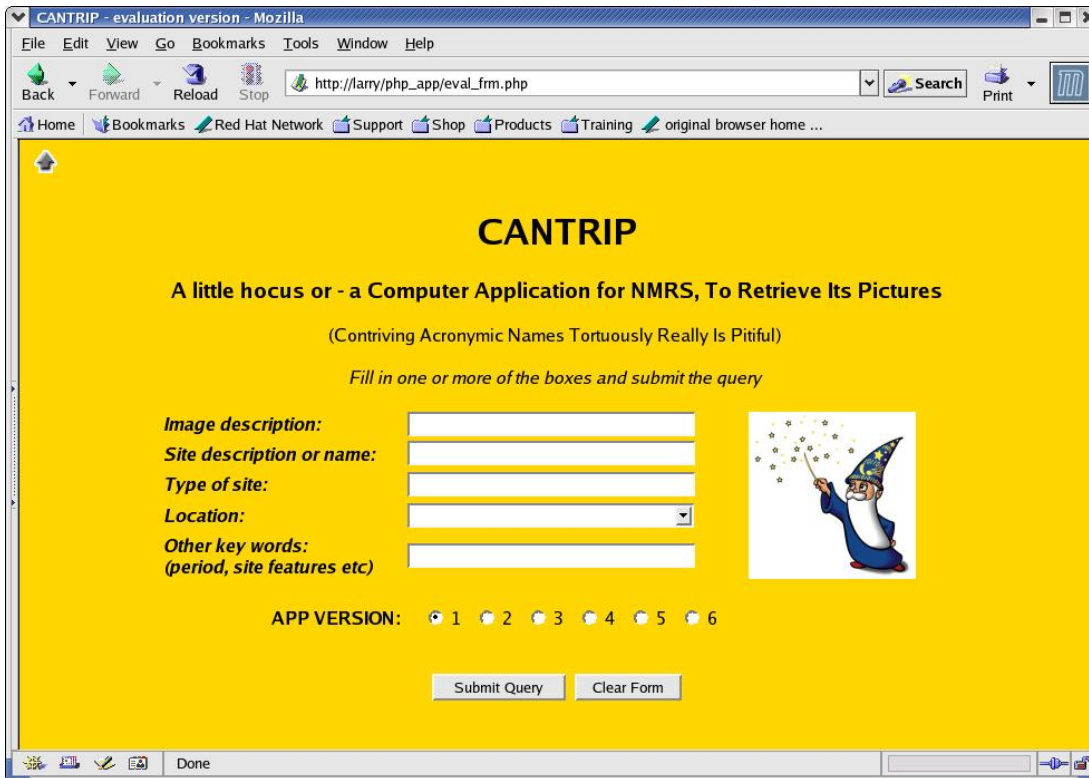 CANTRIP - evaluation version - Mozilla
File Edit View Go Bookmarks Tools Window Help
Back Forward Reload Stop http://larry/php_app/eval_frm.php Search Print
Home Bookmarks Red Hat Network Support Shop Products Training original browser home ...
CANTRIP
A little hocus or - a Computer Application for NMRS, To Retrieve Its Pictures
(Contriving Acronymic Names Tortuously Really Is Pitiful)
Fill in one or more of the boxes and submit the query
Image description:
Site description or name:
Type of site:
Location:
Other key words:
(period, site features etc)
APP VERSION: 1 2 3 4 5 6
Submit Query Clear Form
Done